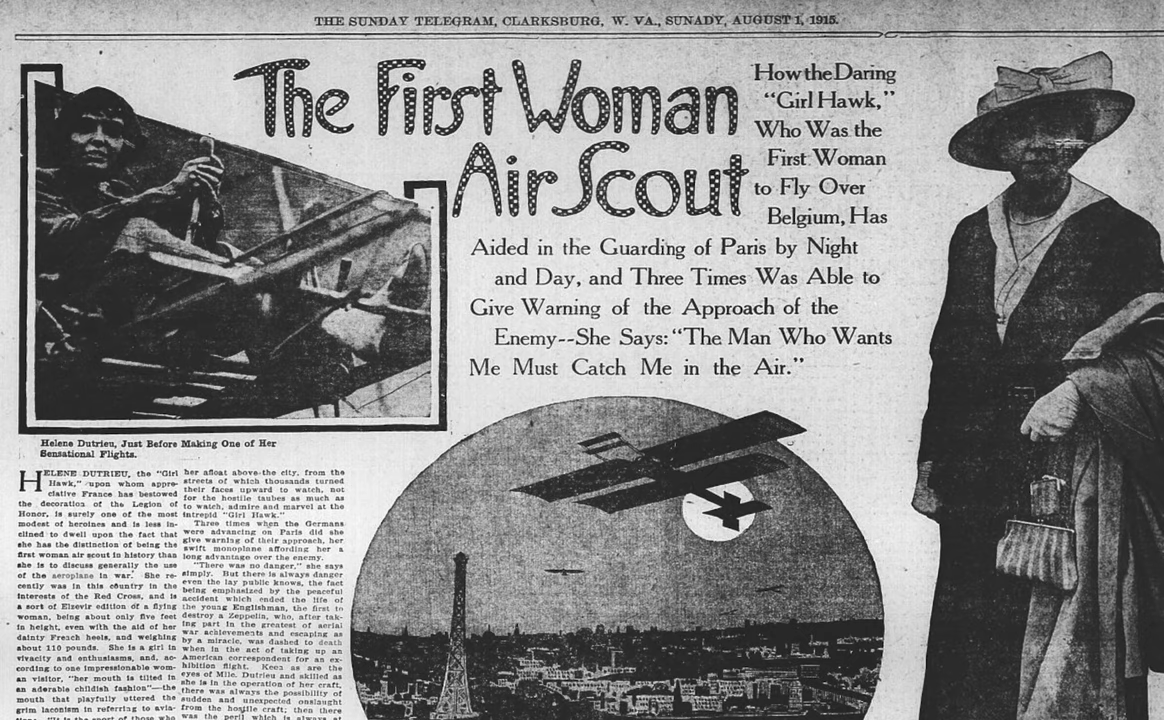 THE SUNDAY TELEGRAM, CLARKSBURG, W. VA., SUNADY, AUGUST 1, 1915.
The First Woman
Air Scout
How the Daring
"Girl Hawk,"
Who Was the
First Woman
to Fly Over
Belgium, Has
Aided in the Guarding of Paris by Night
and Day, and Three Times Was Able to
Give Warning of the Approach of the
Enemy--She Says: "The Man Who Wants
Me Must Catch Me in the Air."
Helene Dutrieu, Just Before Making One of Her
Sensational Flights.
HELENE DUTRIEU, the "Girl
Hawk," upon whom appre-
ciative France has bestowed
the decoration of the Legion of
Honor, is surely one of the most
modest of heroines and is less in-
clined to dwell upon the fact that
she has the distinction of being the
first woman air scout in history than
she is to discuss generally the use
of the aeroplane in war. She re-
cently was in this country in the
interests of the Red Cross, and is
a sort of Elzevir edition of a flying
woman, being about only five feet
in height, even with the aid of her
dainty French heels, and weighing
about 110 pounds. She is a girl in
vivacity and enthusiasms, and, ac-
cording to one impressionable wom-
an visitor, "her mouth is tilted in
an adorable childish fashion"—the
mouth that playfully uttered the
grim laconism in referring to avia-
tions, "It is the sport of those who
her afloat above the city, from the
streets of which thousands turned
their faces upward to watch, not
for the hostile taubes as much as
to watch, admire and marvel at the
intrepid "Girl Hawk."
Three times when the Germans
were advancing on Paris did she
give warning of their approach, her
swift monoplane affording her a
long advantage over the enemy.
"There was no danger," she says
simply. But there is always danger
even the lay public knows, the fact
being emphasized by the peaceful
accident which ended the life of
the young Englishman, the first to
destroy a Zeppelin, who, after tak-
ing part in the greatest of aerial
war achievements and escaping as
by a miracle, was dashed to death
when in the act of taking up an
American correspondent for an ex-
hibition flight. Keen as are the
eyes of Mlle. Dutrieu and skilled as
she is in the operation of her craft,
there was always the possibility of
sudden and unexpected onslaught
from the hostile craft; then there
was the peril which is always at